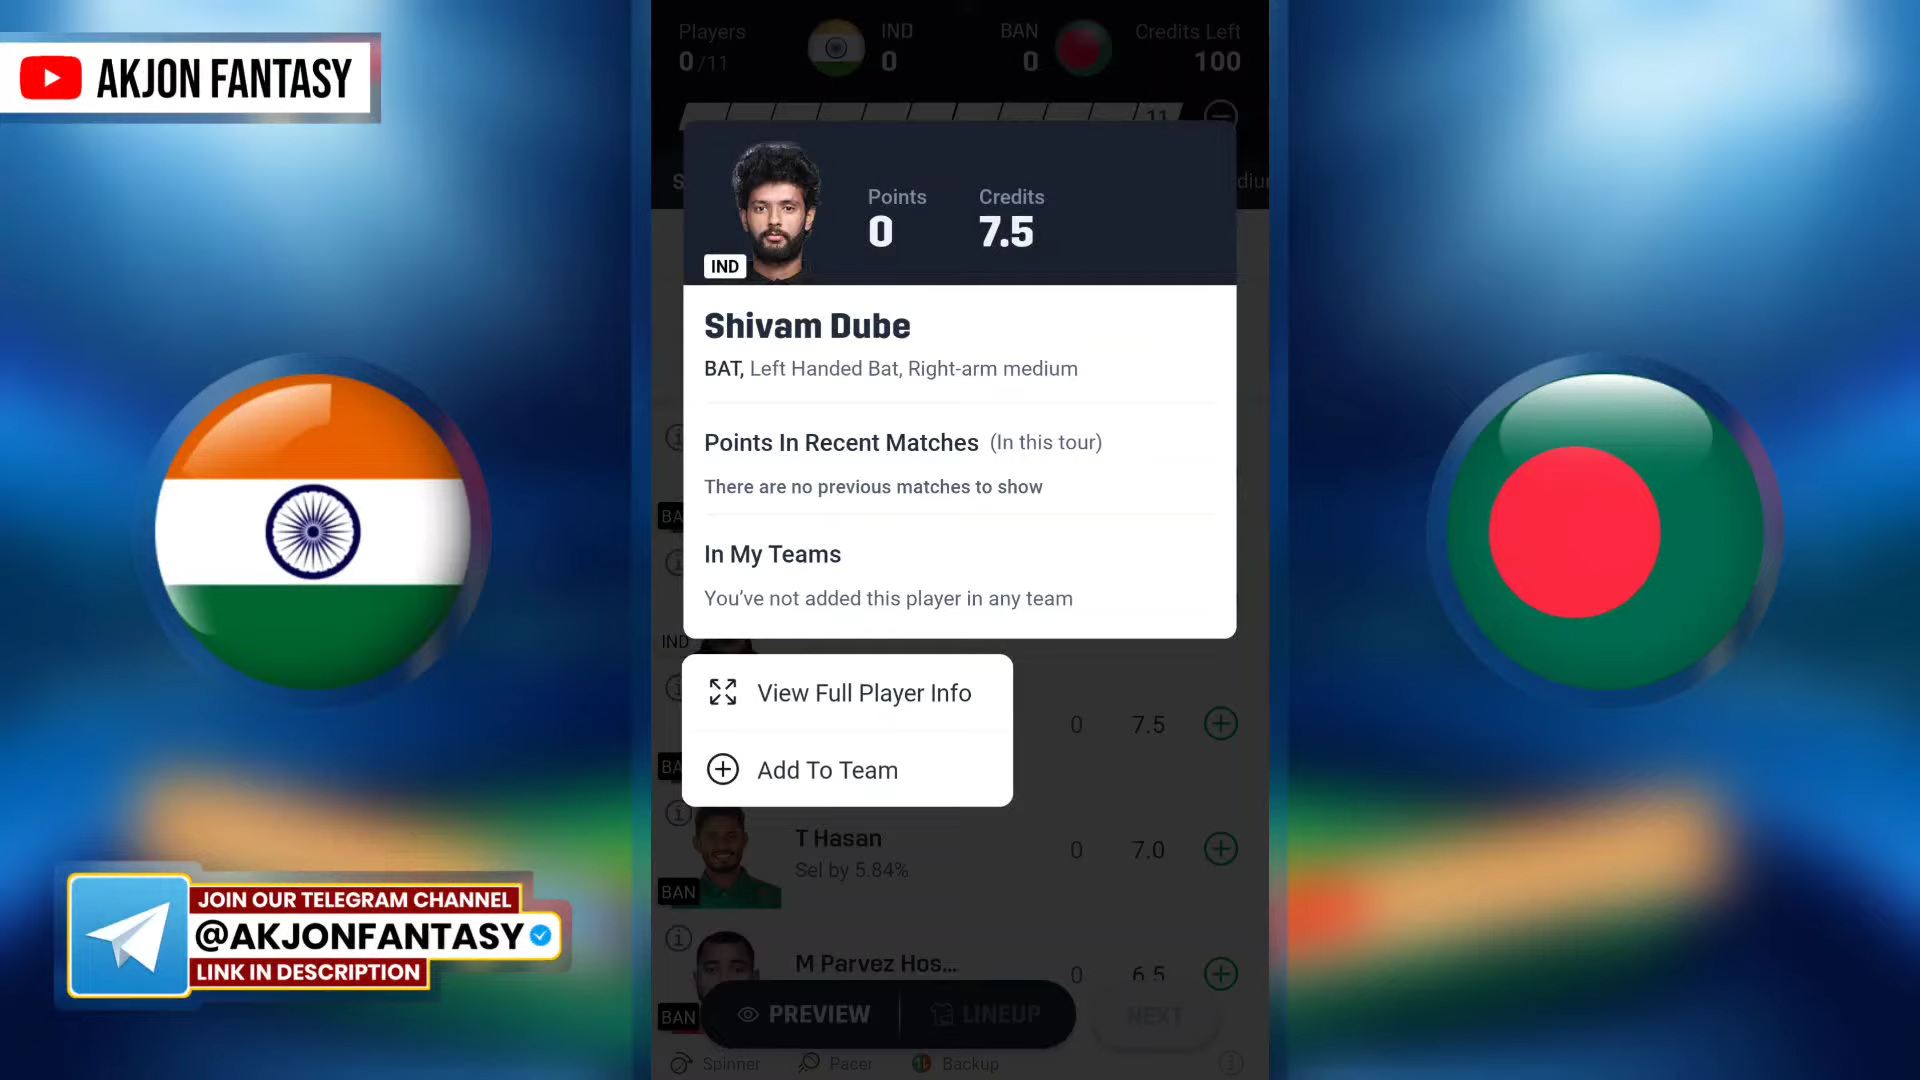 AKJON FANTASY
Players
IND
BAN
Credits Left
0/11
0
0
100
11
Points
Credits
0
7.5
IND
Shivam Dube
BAT, Left Handed Bat, Right-arm medium
Points In Recent Matches (In this tour)
There are no previous matches to show
In My Teams
You’ve not added this player in any team
IND
View Full Player Info
0
7.5
Add To Team
T Hasan
Sel by 5.84%
0
7.0
BAN
M Parvez Hos...
0
6.5
BAN
PREVIEW
LINEUP
NEXT
Spinner
Pacer
Backup
JOIN OUR TELEGRAM CHANNEL
@AKJONFANTASY
LINK IN DESCRIPTION